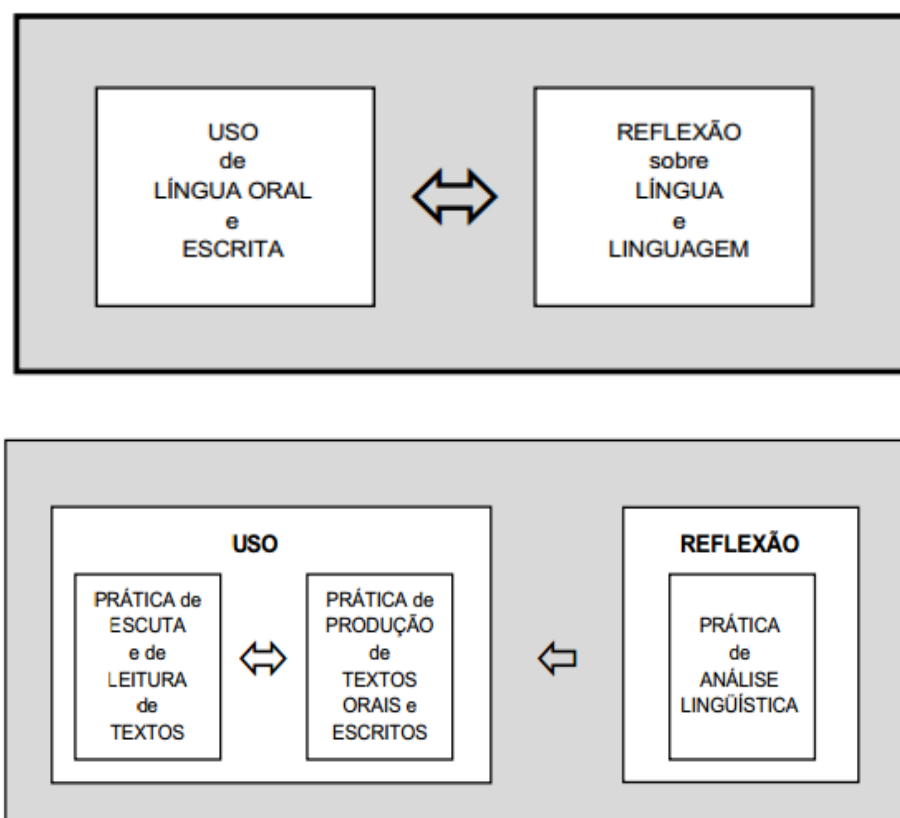 USO
de
LÍNGUA ORAL
e
ESCRITA
REFLEXÃO
sobre
LÍNGUA
e
LINGUAGEM
USO
PRÁTICA de
ESCUTA
e de
LEITURA
de
TEXTOS
PRÁTICA de
PRODUÇÃO
de
TEXTOS
ORAIS e
ESCRITOS
REFLEXÃO
PRÁTICA
de
ANÁLISE
LINGÜÍSTICA